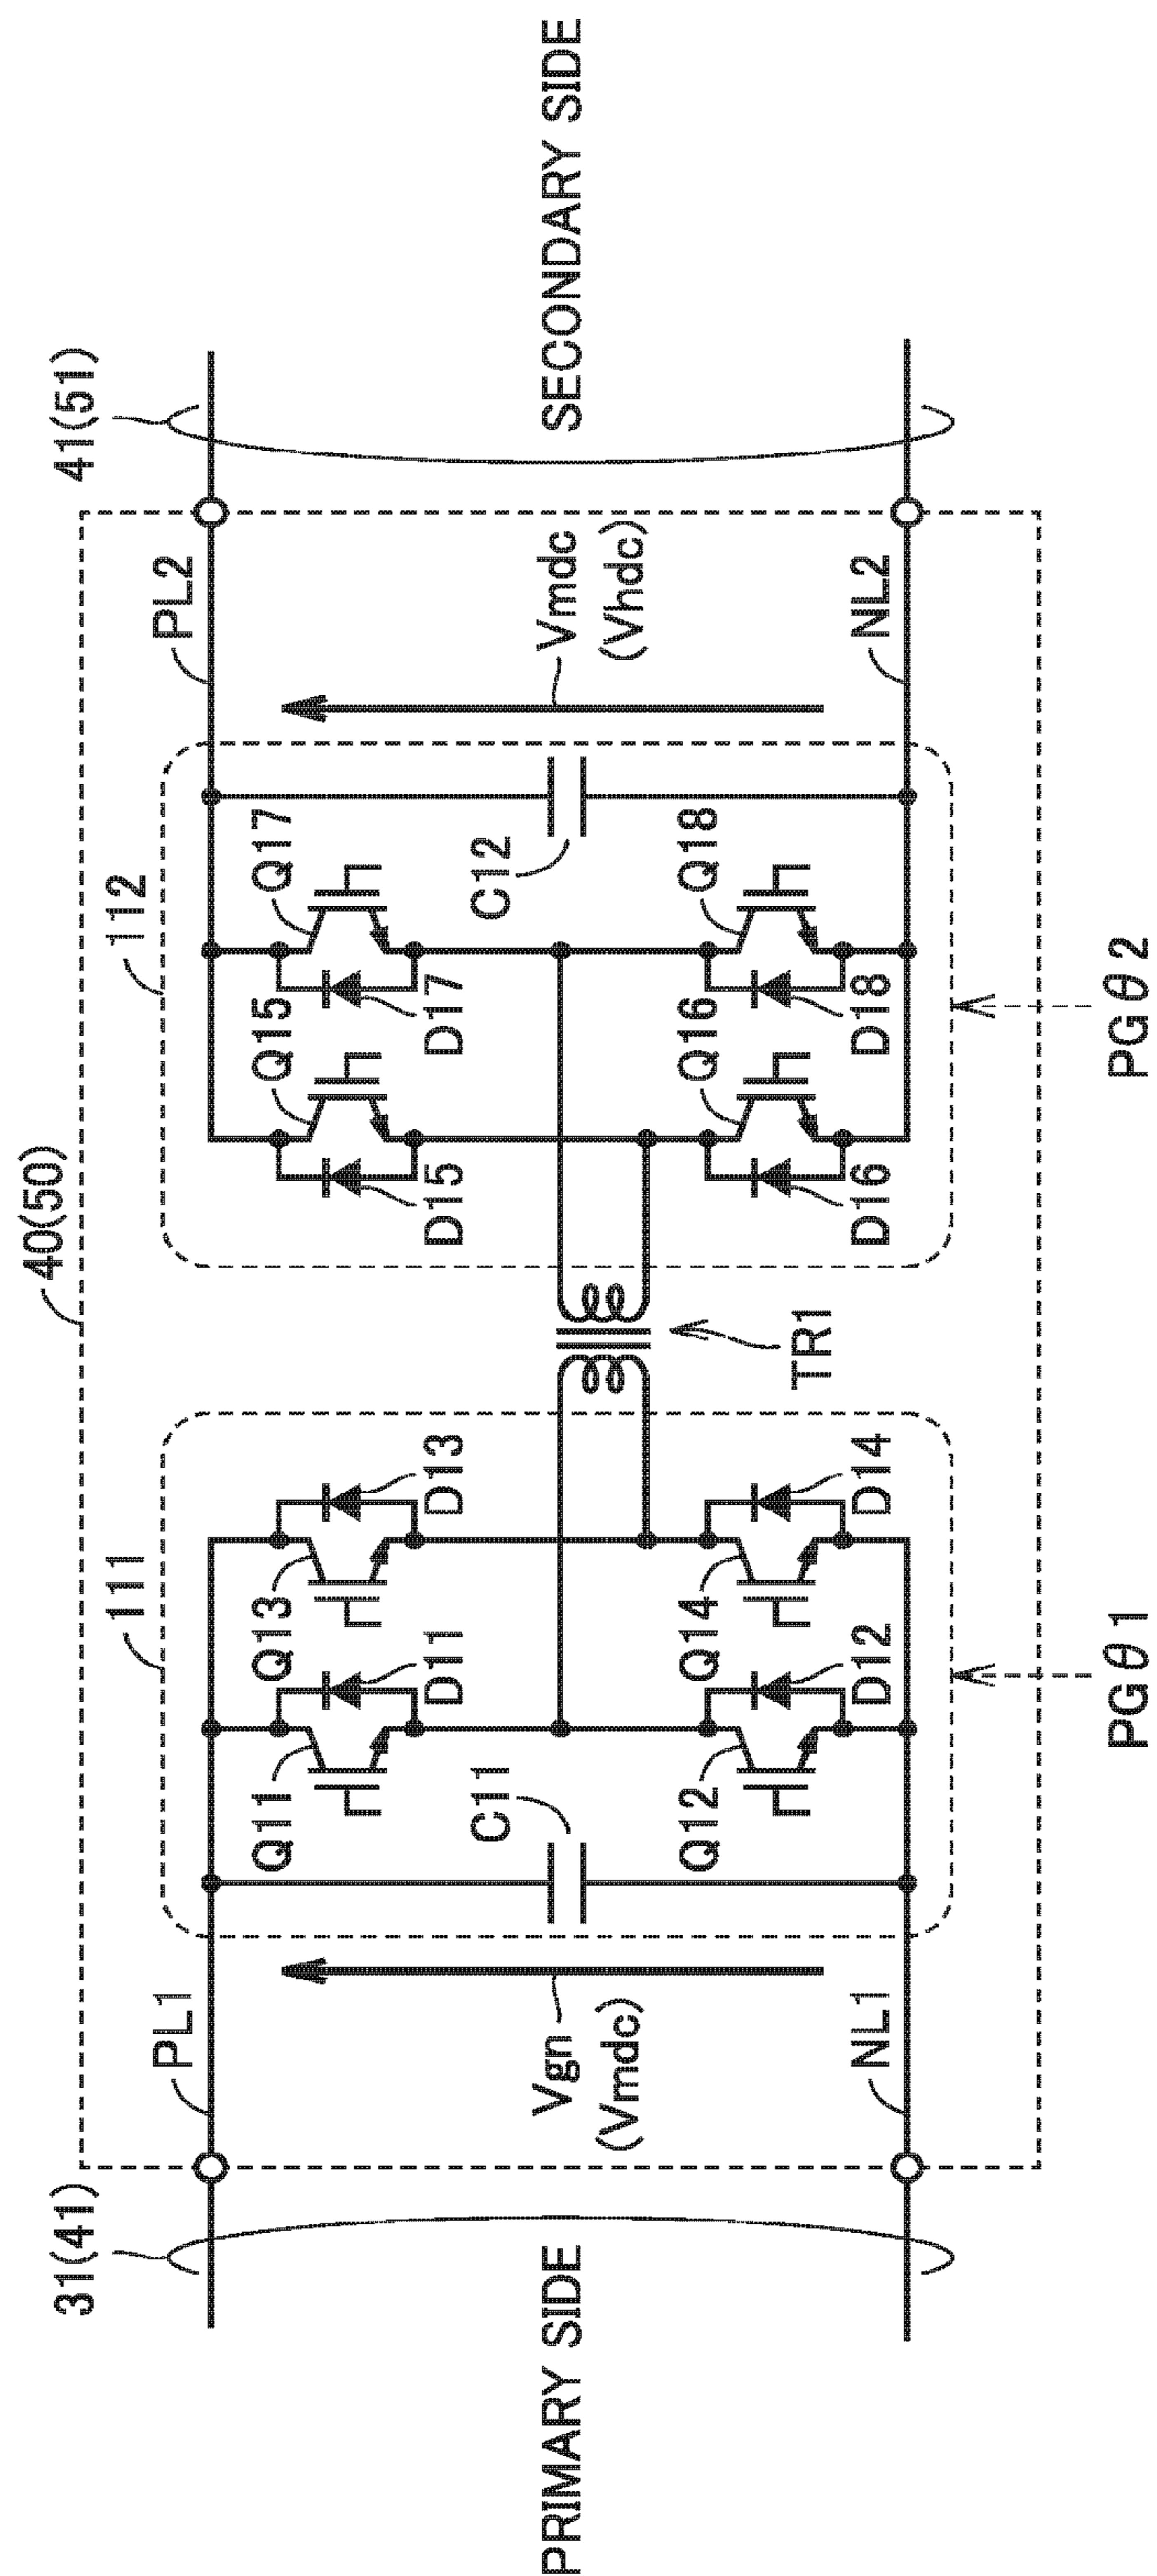 40(50)
31(41)
111
112
41(51)
PL1
PL2
Q11
Q13
Q15
Q17
D11
D13
D15
D17
PRIMARY SIDE
Vgn
(Vmdc)
C11
C12
Vmdc
(Vhdc)
SECONDARY SIDE
Q12
Q14
Q16
Q18
TR1
NL1
D12
D14
D16
D18
NL2
PGθ1
PGθ2